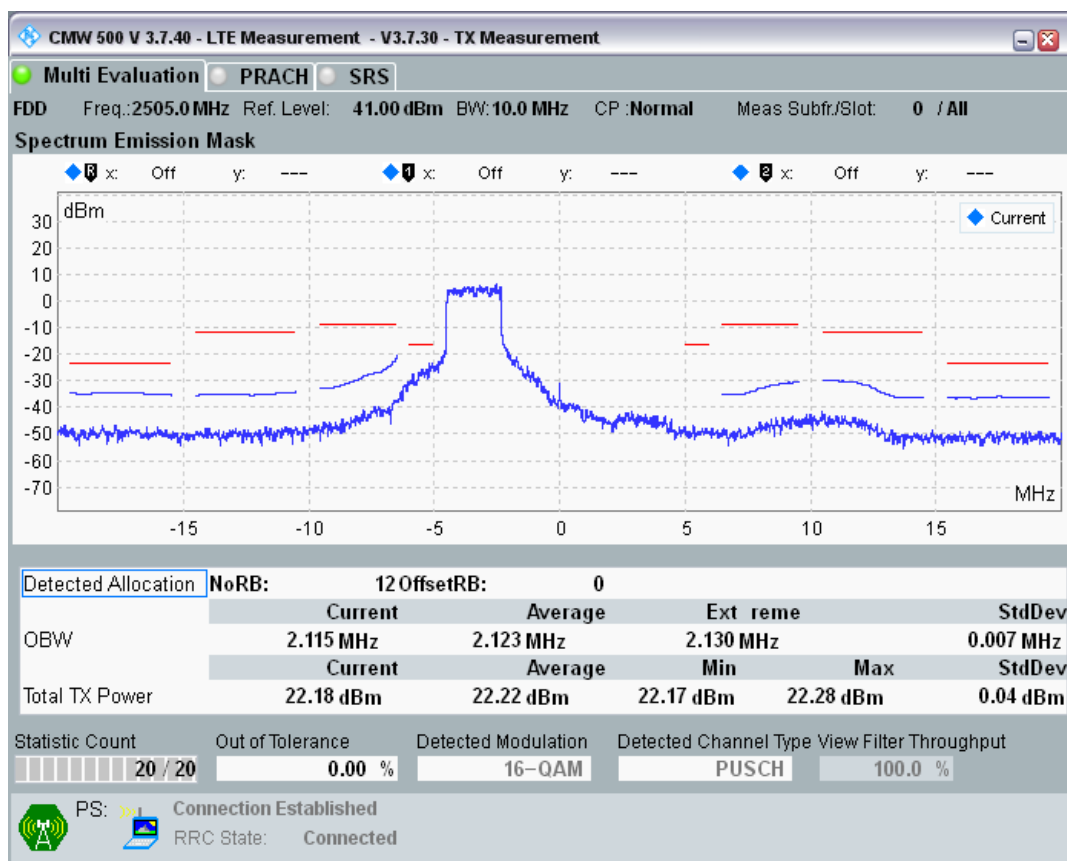 CMW 500 V 3.7.40 - LTE Measurement - V3.7.30 - TX Measurement
Multi Evaluation PRACH SRS
FDD Freq.:2505.0 MHz Ref. Level: 41.00 dBm BW:10.0 MHz CP :Normal Meas Subfr./Slot: 0 / All
Spectrum Emission Mask
R x: Off y: --- 1 x: Off y: --- 2 x: Off y: ---
dBm
Current
30
20
10
0
-10
-20
-30
-40
-50
-60
-70
MHz
-15 -10 -5 0 5 10 15
Detected Allocation NoRB: 12 OffsetRB: 0
Current Average Ext reme StdDev
OBW 2.115 MHz 2.123 MHz 2.130 MHz 0.007 MHz
Current Average Min Max StdDev
Total TX Power 22.18 dBm 22.22 dBm 22.17 dBm 22.28 dBm 0.04 dBm
Statistic Count Out of Tolerance Detected Modulation Detected Channel Type View Filter Throughput
20 / 20 0.00 % 16-QAM PUSCH 100.0 %
PS: Connection Established
RRC State: Connected